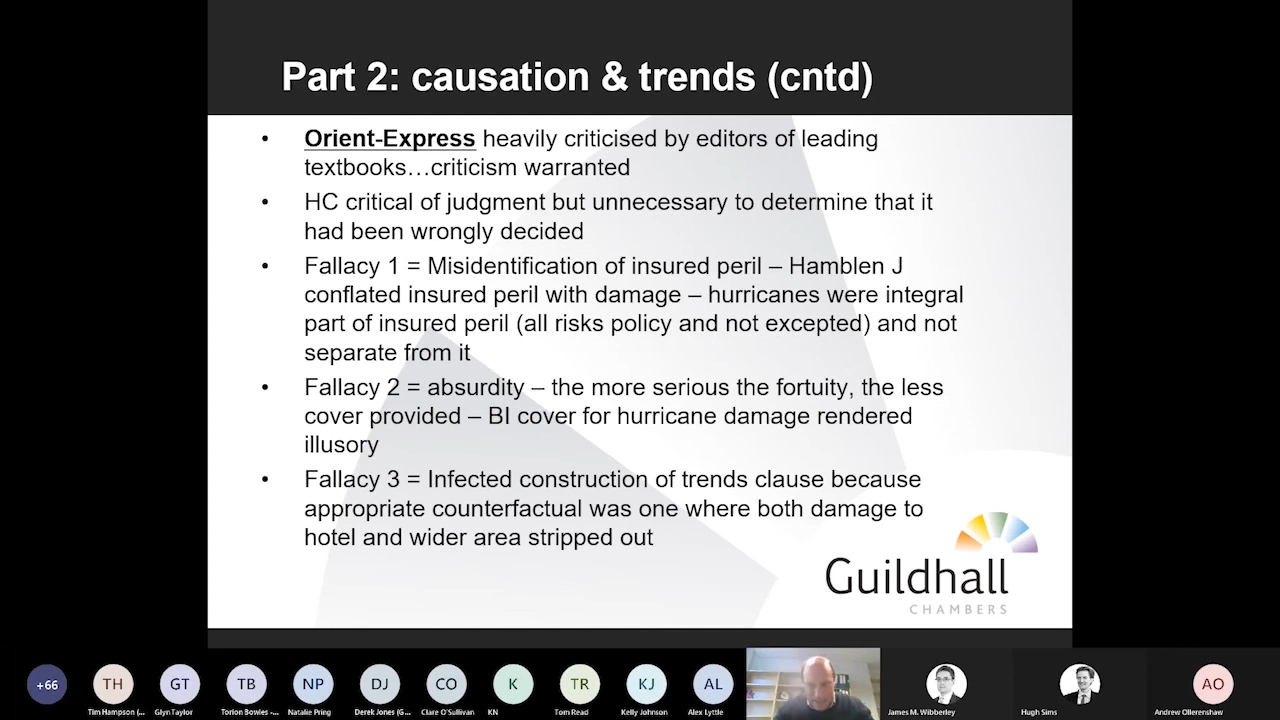 Part 2: causation & trends (cntd)
• Orient-Express heavily criticised by editors of leading
textbooks…criticism warranted
• HC critical of judgment but unnecessary to determine that it
had been wrongly decided
• Fallacy 1 = Misidentification of insured peril – Hamblen J
conflated insured peril with damage – hurricanes were integral
part of insured peril (all risks policy and not excepted) and not
separate from it
• Fallacy 2 = absurdity – the more serious the fortuity, the less
cover provided – BI cover for hurricane damage rendered
illusory
• Fallacy 3 = Infected construction of trends clause because
appropriate counterfactual was one where both damage to
hotel and wider area stripped out
Guildhall
CHAMBERS
+66 TH GT TB NP DJ CO K TR KJ AL AO
Tim Hampson (... Glyn Taylor Torion Bowles -... Natalie Pring Derek Jones (G... Clare O'Sullivan KN Tom Read Kelly Johnson Alex Lyttle James M. Wibberley Hugh Sims Andrew Ollerenshaw